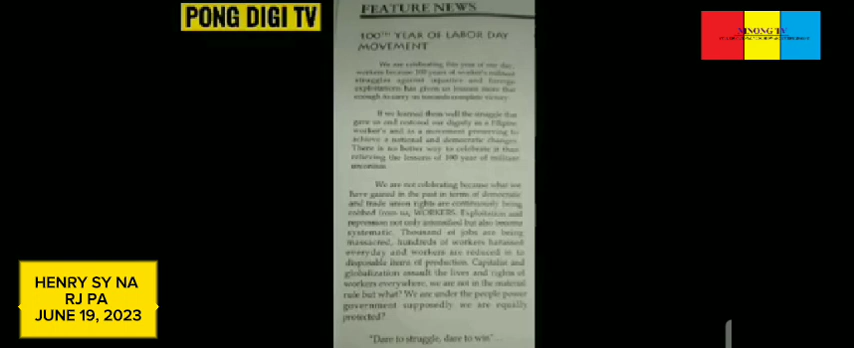 PONG DIGI TV
FEATURE NEWS
NINONG TV
100TH YEAR OF LABOR DAY
MOVEMENT
We are celebrating this year of our day,
workers because 100 years of worker's militant
struggles against injustice and foreign
exploitations has given us lessons more than
enough to carry on towards complete victory
If we learned them well the struggle that
gave us and restored our dignity as a Filipino
worker's and as a movement preserving to
achieve a national and democratic changes.
There is no better way to celebrate it than
relieving the lessons of 100 year of militant
unionism
We are not celebrating because what we
have gained in the past in terms of democratic
and trade union rights are continuously being
robbed from us, WORKERS. Exploitation and
repression not only intensified but also become
systematic. Thousand of jobs are being
massacred, hundreds of workers harassed
everyday and workers are reduced in to
disposable items of production. Capitalist and
globalization assault the lives and rights of
workers everywhere, we are not in the material
rule but what? We are under the people power
government supposedly we are equally
protected?
"Dare to struggle, dare to win"
HENRY SY NA
RJ PA
JUNE 19, 2023